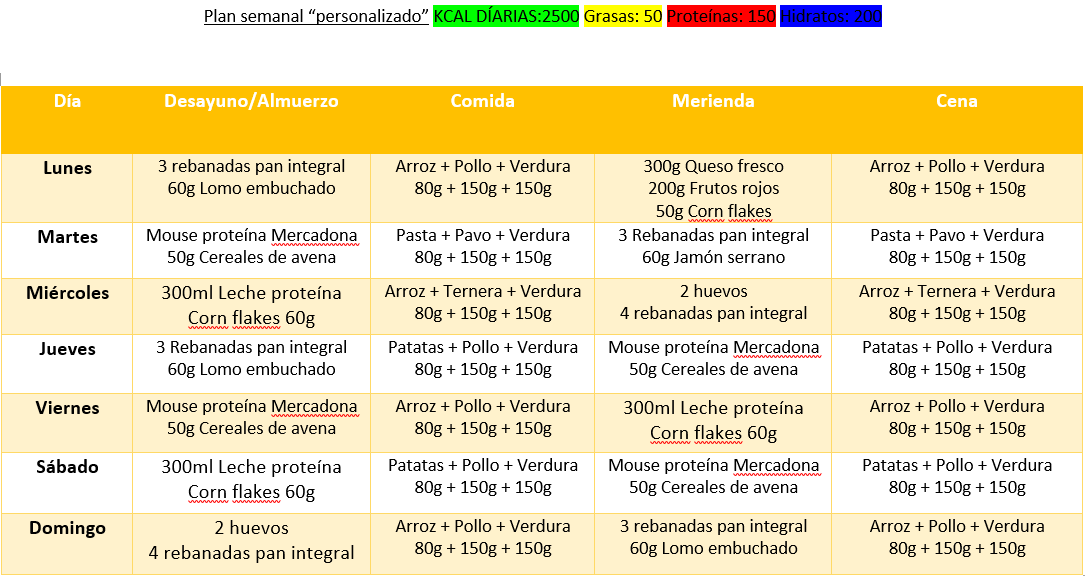 Plan semanal “personalizado” KCAL DÍARIAS:2500 Grasas: 50 Proteínas: 150 Hidratos: 200
Día Desayuno/Almuerzo Comida Merienda Cena
Lunes 3 rebanadas pan integral Arroz + Pollo + Verdura 300g Queso fresco Arroz + Pollo + Verdura
60g Lomo embuchado 80g + 150g + 150g 200g Frutos rojos 80g + 150g + 150g
50g Corn flakes
Martes Mouse proteína Mercadona Pasta + Pavo + Verdura 3 Rebanadas pan integral Pasta + Pavo + Verdura
50g Cereales de avena 80g + 150g + 150g 60g Jamón serrano 80g + 150g + 150g
Miércoles 300ml Leche proteína Arroz + Ternera + Verdura 2 huevos Arroz + Ternera + Verdura
Corn flakes 60g 80g + 150g + 150g 4 rebanadas pan integral 80g + 150g + 150g
Jueves 3 Rebanadas pan integral Patatas + Pollo + Verdura Mouse proteína Mercadona Patatas + Pollo + Verdura
60g Lomo embuchado 80g + 150g + 150g 50g Cereales de avena 80g + 150g + 150g
Viernes Mouse proteína Mercadona Arroz + Pollo + Verdura 300ml Leche proteína Arroz + Pollo + Verdura
50g Cereales de avena 80g + 150g + 150g Corn flakes 60g 80g + 150g + 150g
Sábado 300ml Leche proteína Patatas + Pollo + Verdura Mouse proteína Mercadona Patatas + Pollo + Verdura
Corn flakes 60g 80g + 150g + 150g 50g Cereales de avena 80g + 150g + 150g
Domingo 2 huevos Arroz + Pollo + Verdura 3 rebanadas pan integral Arroz + Pollo + Verdura
4 rebanadas pan integral 80g + 150g + 150g 60g Lomo embuchado 80g + 150g + 150g